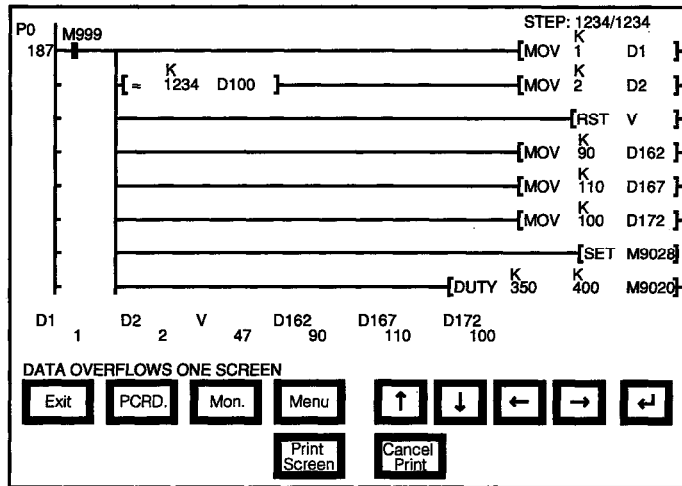 STEP: 1234/1234
P0 M999 K
187 [MOV 1 D1 ]
K K
[ = 1234 D100 ] [MOV 2 D2 ]
[RST V ]
K
[MOV 90 D162 ]
K
[MOV 110 D167 ]
K
[MOV 100 D172 ]
[SET M9028]
K K
[DUTY 350 400 M9020]
D1 D2 V D162 D167 D172
1 2 47 90 110 100
DATA OVERFLOWS ONE SCREEN
Exit PCRD. Mon. Menu ↑ ↓ ← → ↵
Print Screen Cancel Print